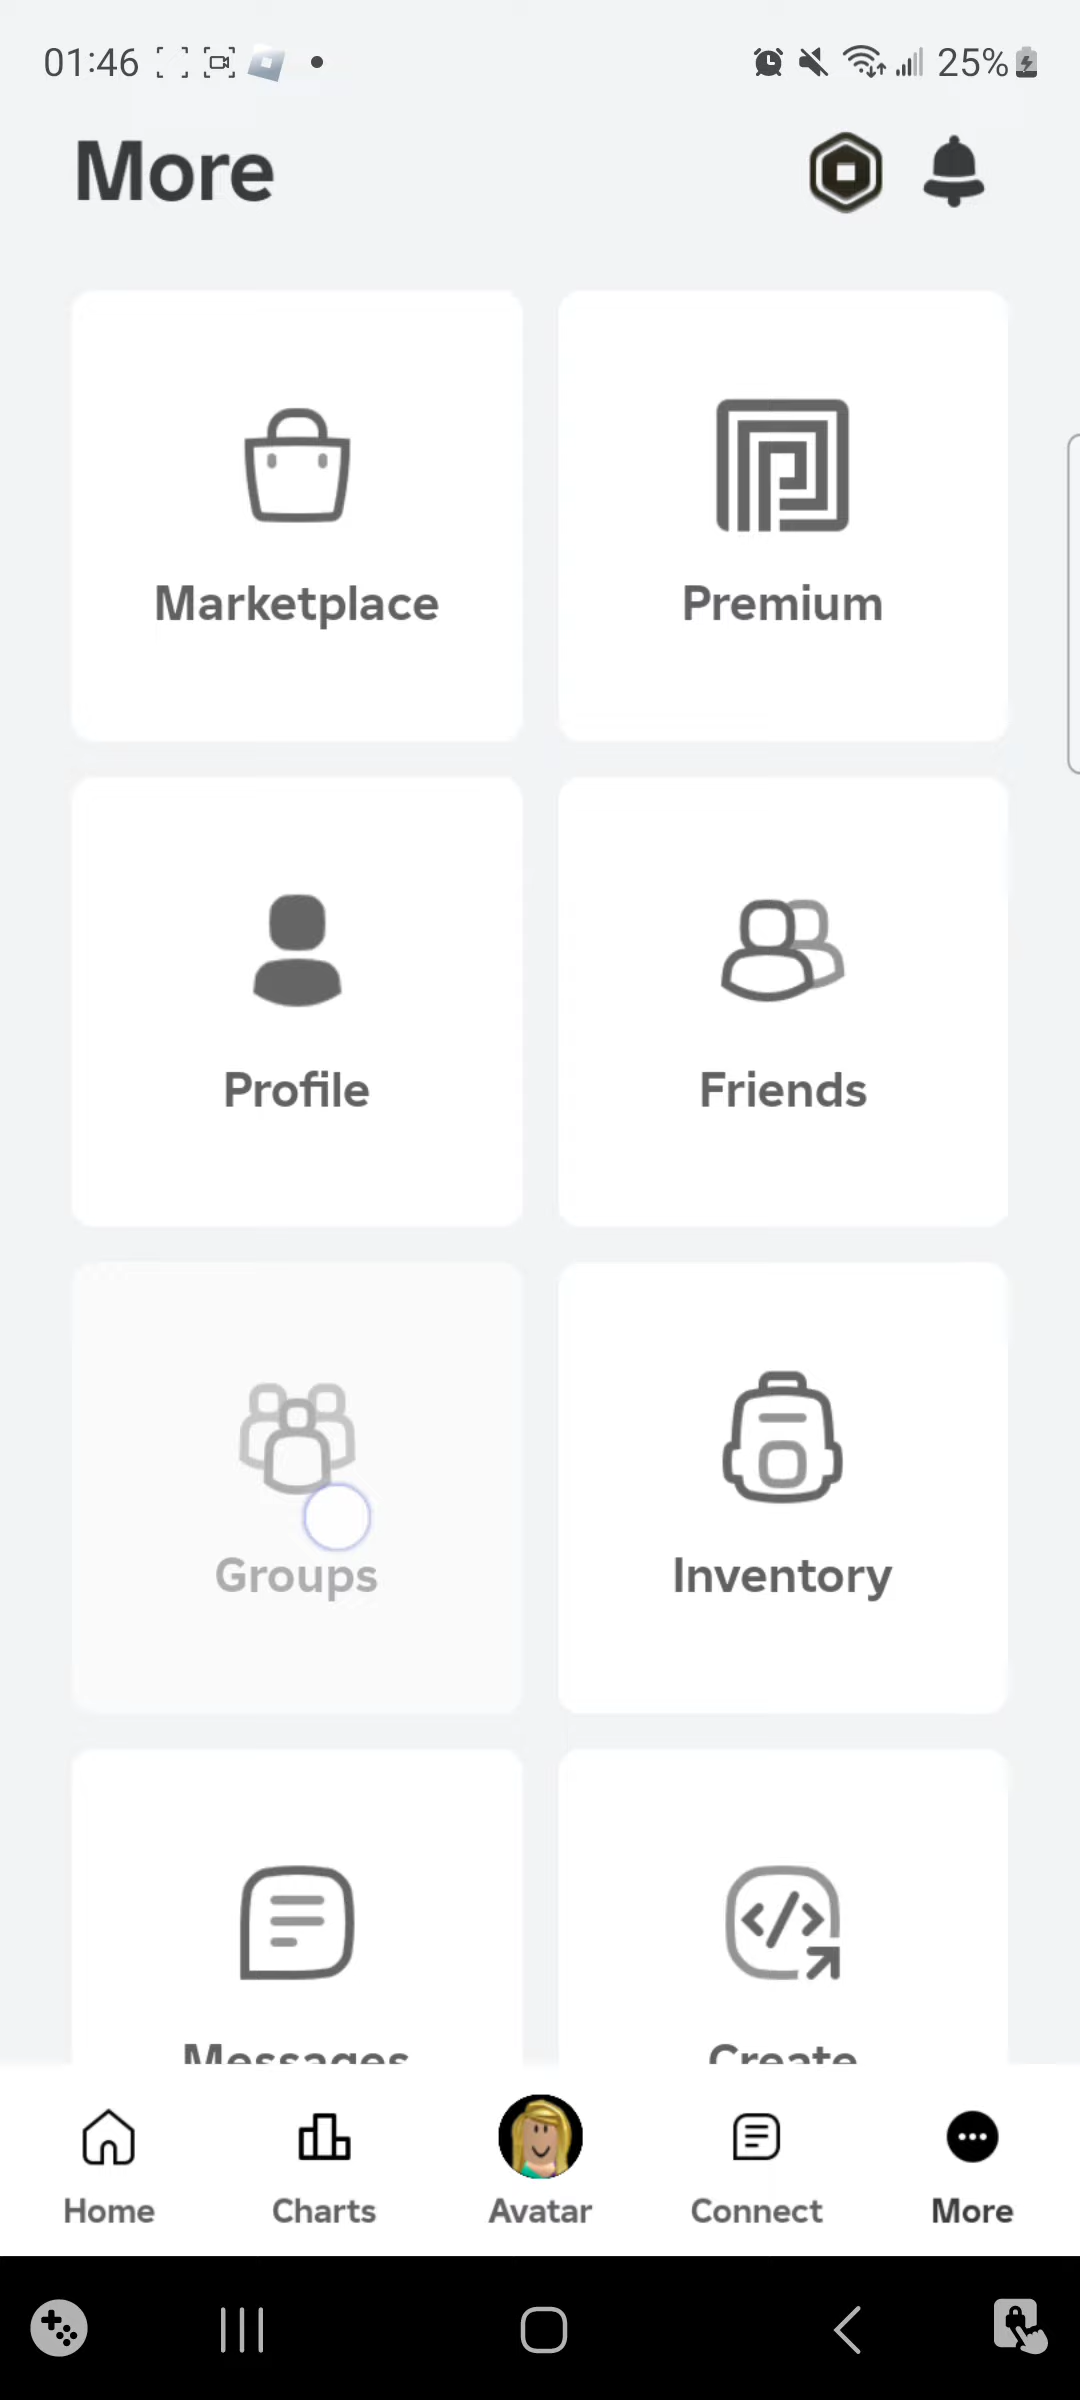 01:46
25%
More
Marketplace
Premium
Profile
Friends
Groups
Inventory
Messages
Create
Home
Charts
Avatar
Connect
More